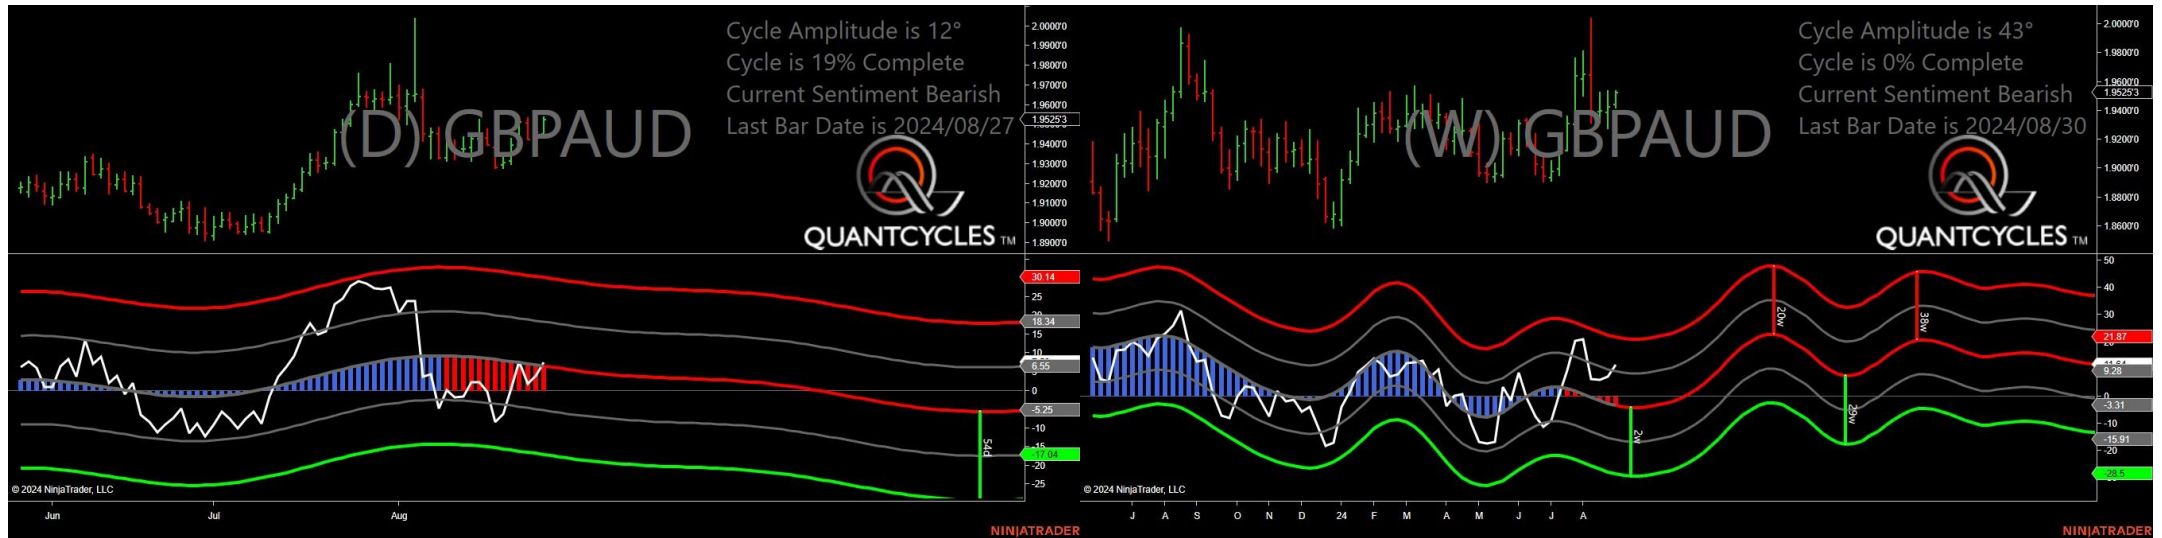 Cycle Amplitude is 12°
Cycle is 19% Complete
Current Sentiment Bearish
Last Bar Date is 2024/08/27
(D) GBPAUD
QUANTCYCLES TM
2.0000'0
1.9900'0
1.9800'0
1.9700'0
1.9600'0
1.9525'3
1.9400'0
1.9300'0
1.9200'0
1.9100'0
1.9000'0
1.8900'0
30.14
25
18.34
15
10
6.55
0
-5.25
-10
-15
-17.04
-20
-25
54d
© 2024 NinjaTrader, LLC
Jun
Jul
Aug
NINJATRADER
Cycle Amplitude is 43°
Cycle is 0% Complete
Current Sentiment Bearish
Last Bar Date is 2024/08/30
(W) GBPAUD
QUANTCYCLES TM
2.0000'0
1.9800'0
1.9600'0
1.9525'3
1.9400'0
1.9200'0
1.9000'0
1.8800'0
1.8600'0
50
40
30
21.87
9.28
0
-3.31
-10
-15.91
-20
-28.5
2w
20w
29w
38w
© 2024 NinjaTrader, LLC
J A S O N D 24 F M A M J J A
NINJATRADER